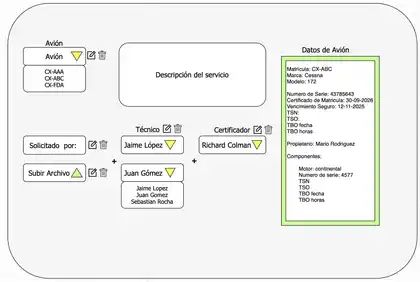 Avión
Avión
CX-AAA
CX-ABC
CX-FDA
Descripción del servicio
Técnico
Certificador
Solicitado por:
Jaime López
Richard Colman
+
+
Subir Archivo
Juan Gómez
Jaime Lopez
Juan Gomez
Sebastian Rocha
Datos de Avión
Matricula: CX-ABC
Marca: Cessna
Modelo: 172
Numero de Serie: 43785643
Certificado de Matricula: 30-09-2026
Vencimiento Seguro: 12-11-2025
TSN:
TSO:
TBO fecha
TBO horas
Propietario: Mario Rodriguez
Componentes:
Motor: continental
Numero de serie: 4577
TSN
TSO
TBO fecha
TBO horas